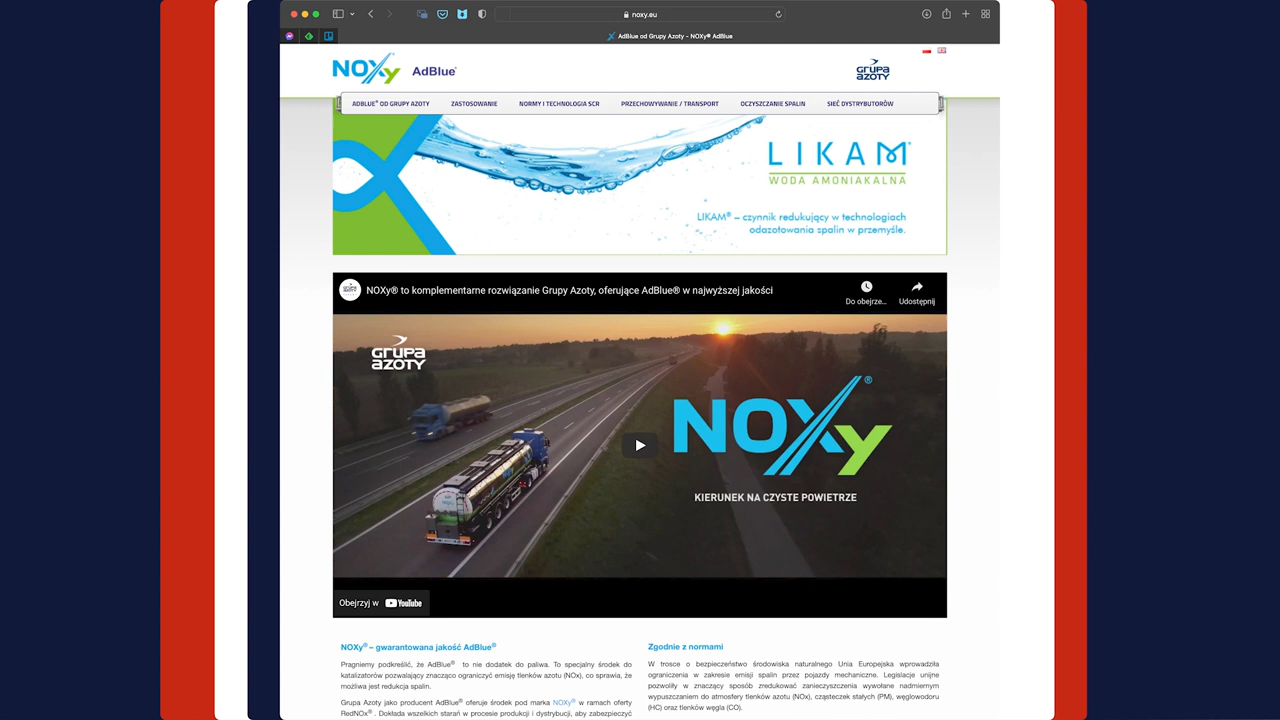 noxy.eu
AdBlue od Grupy Azoty - NOXy® AdBlue
NOXy AdBlue®
GRUPA
AZOTY
ADBLUE® OD GRUPY AZOTY ZASTOSOWANIE NORMY I TECHNOLOGIA SCR PRZECHOWYWANIE / TRANSPORT OCZYSZCZANIE SPALIN SIEĆ DYSTRYBUTORÓW
LIKAM®
WODA AMONIAKALNA
LIKAM® – czynnik redukujący w technologiach
odazotowania spalin w przemyśle.
NOXy® to komplementarne rozwiązanie Grupy Azoty, oferujące AdBlue® w najwyższej jakości
Do obejrze... Udostępnij
GRUPA
AZOTY
NOXy®
KIERUNEK NA CZYSTE POWIETRZE
Obejrzyj w YouTube
NOXy® – gwarantowana jakość AdBlue®
Pragniemy podkreślić, że AdBlue® to nie dodatek do paliwa. To specjalny środek do
katalizatorów pozwalający znacząco ograniczyć emisję tlenków azotu (NOx), co sprawia, że
możliwa jest redukcja spalin.
Grupa Azoty jako producent AdBlue® oferuje środek pod marka NOXy® w ramach oferty
RedNOx® . Dokłada wszelkich starań w procesie produkcji i dystrybucji, aby zabezpieczyć
Zgodnie z normami
W trosce o bezpieczeństwo środowiska naturalnego Unia Europejska wprowadziła
ograniczenia w zakresie emisji spalin przez pojazdy mechaniczne. Legislacje unijne
pozwoliły w znaczący sposób zredukować zanieczyszczenia wywołane nadmiernym
wypuszczaniem do atmosfery tlenków azotu (NOx), cząsteczek stałych (PM), węglowodoru
(HC) oraz tlenków węgla (CO).